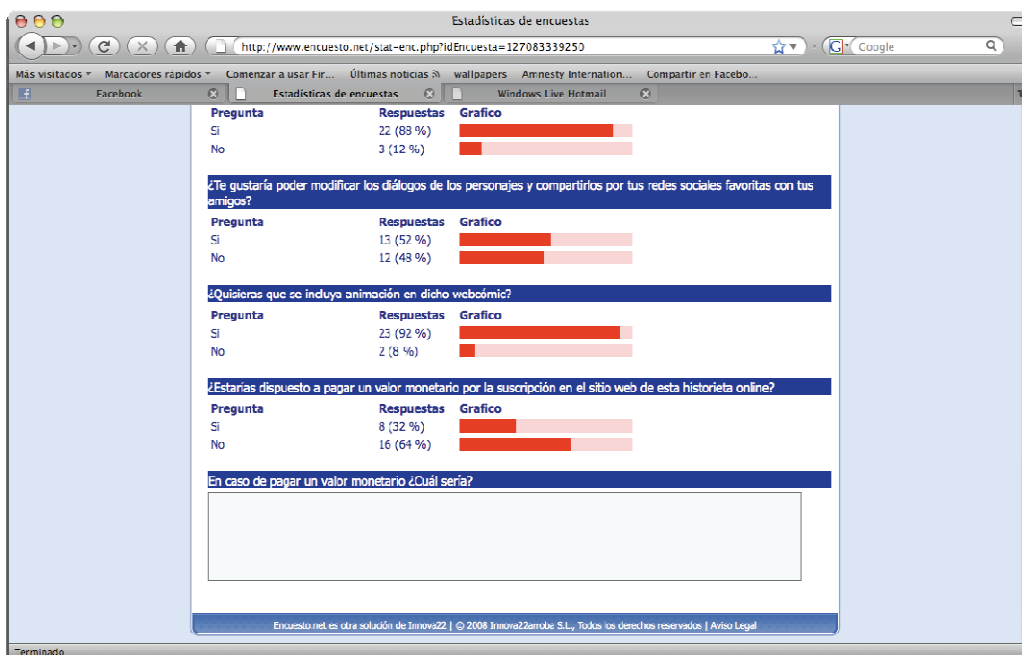 Estadísticas de encuestas
http://www.encuesto.net/stat-enc.php?idEncuesta=127083339250
Google
Más visitados Marcadores rápidos Comenzar a usar Fir... Últimas noticias wallpapers Amnesty Internation... Compartir en Facebo...
Facebook Estadísticas de encuestas Windows Live Hotmail
Pregunta Respuestas Grafico
Si 22 (88 %)
No 3 (12 %)
¿Te gustaría poder modificar los diálogos de los personajes y compartirlos por tus redes sociales favoritas con tus
amigos?
Pregunta Respuestas Grafico
Si 13 (52 %)
No 12 (48 %)
¿Quisieras que se incluya animación en dicho webcómic?
Pregunta Respuestas Grafico
Si 23 (92 %)
No 2 (8 %)
¿Estarías dispuesto a pagar un valor monetario por la suscripción en el sitio web de esta historieta online?
Pregunta Respuestas Grafico
Si 8 (32 %)
No 16 (64 %)
En caso de pagar un valor monetario ¿Cuál sería?
Encuesto.net es otra solución de Innova22 | © 2008 Innova22arroba S.L., Todos los derechos reservados | Aviso Legal
Terminado